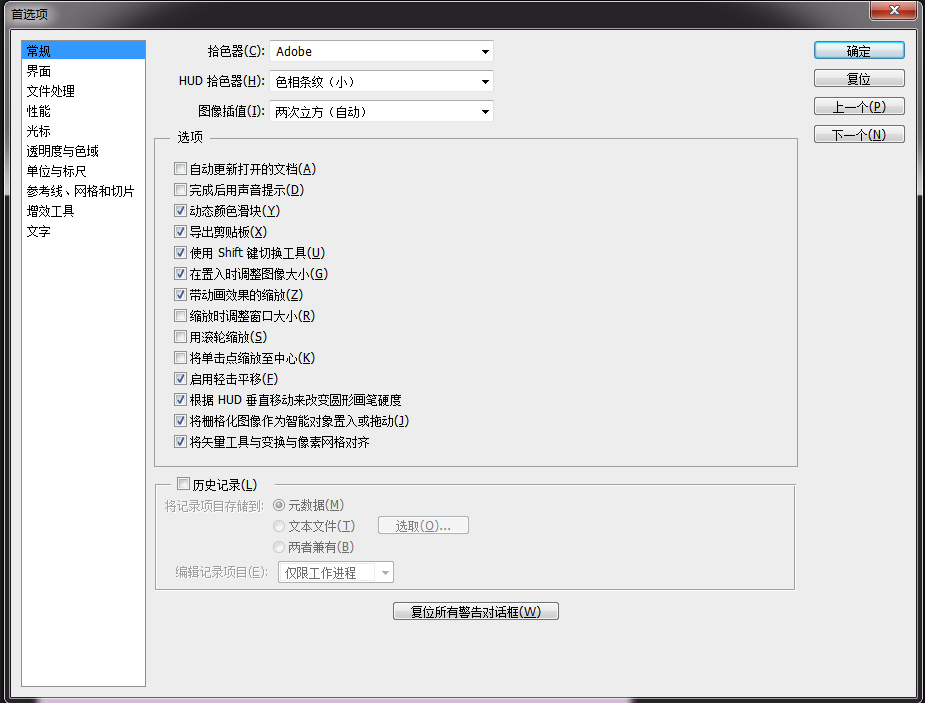 首选项
常规
界面
文件处理
性能
光标
透明度与色域
单位与标尺
参考线、网格和切片
增效工具
文字
拾色器(C): Adobe
HUD 拾色器(H): 色相条纹（小）
图像插值(I): 两次立方（自动）
选项
自动更新打开的文档(A)
完成后用声音提示(D)
动态颜色滑块(Y)
导出剪贴板(X)
使用 Shift 键切换工具(U)
在置入时调整图像大小(G)
带动画效果的缩放(Z)
缩放时调整窗口大小(R)
用滚轮缩放(S)
将单击点缩放至中心(K)
启用轻击平移(F)
根据 HUD 垂直移动来改变圆形画笔硬度
将栅格化图像作为智能对象置入或拖动(J)
将矢量工具与变换与像素网格对齐
历史记录(L)
将记录项目存储到: 元数据(M)
文本文件(T) 选取(O)...
两者兼有(B)
编辑记录项目(E): 仅限工作进程
复位所有警告对话框(W)
确定
复位
上一个(P)
下一个(N)